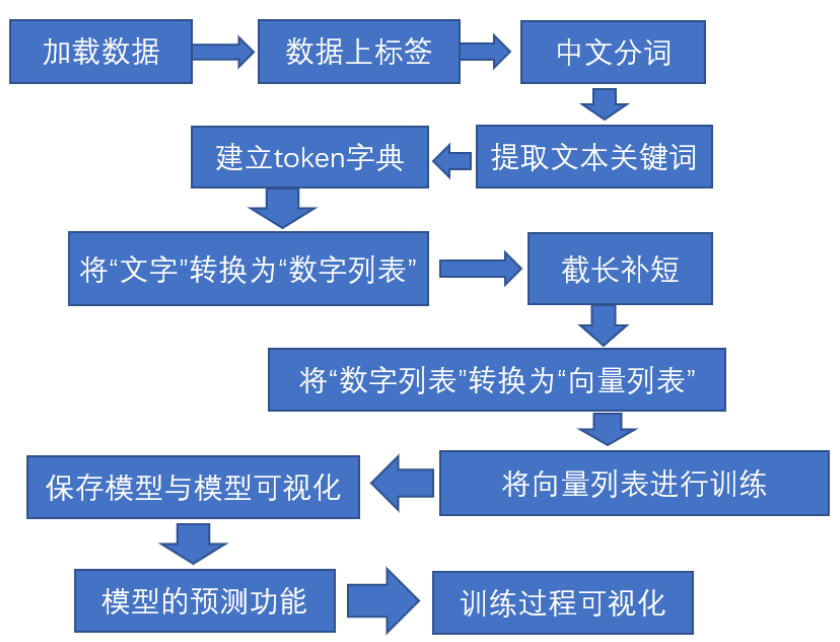 加载数据
数据上标签
中文分词
提取文本关键词
建立token字典
将“文字”转换为“数字列表”
截长补短
将“数字列表”转换为“向量列表”
将向量列表进行训练
保存模型与模型可视化
模型的预测功能
训练过程可视化